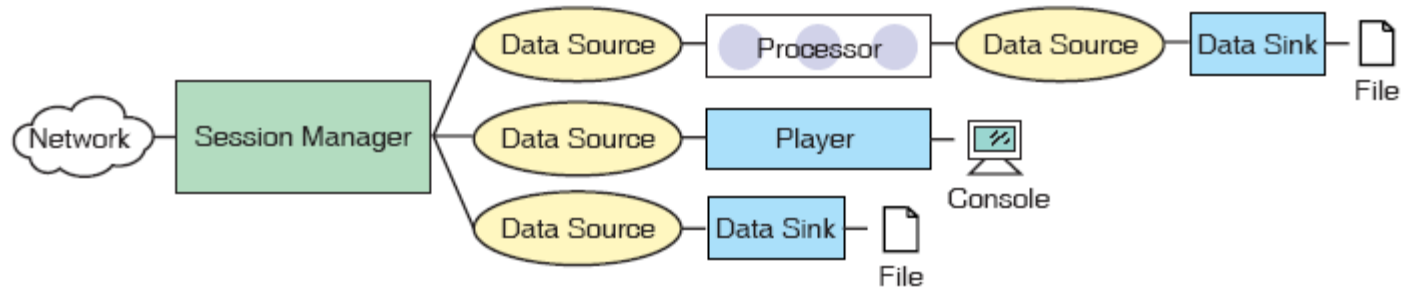 Data Source
Processor
Data Source
Data Sink
File
Network
Session Manager
Data Source
Player
Console
Data Source
Data Sink
File